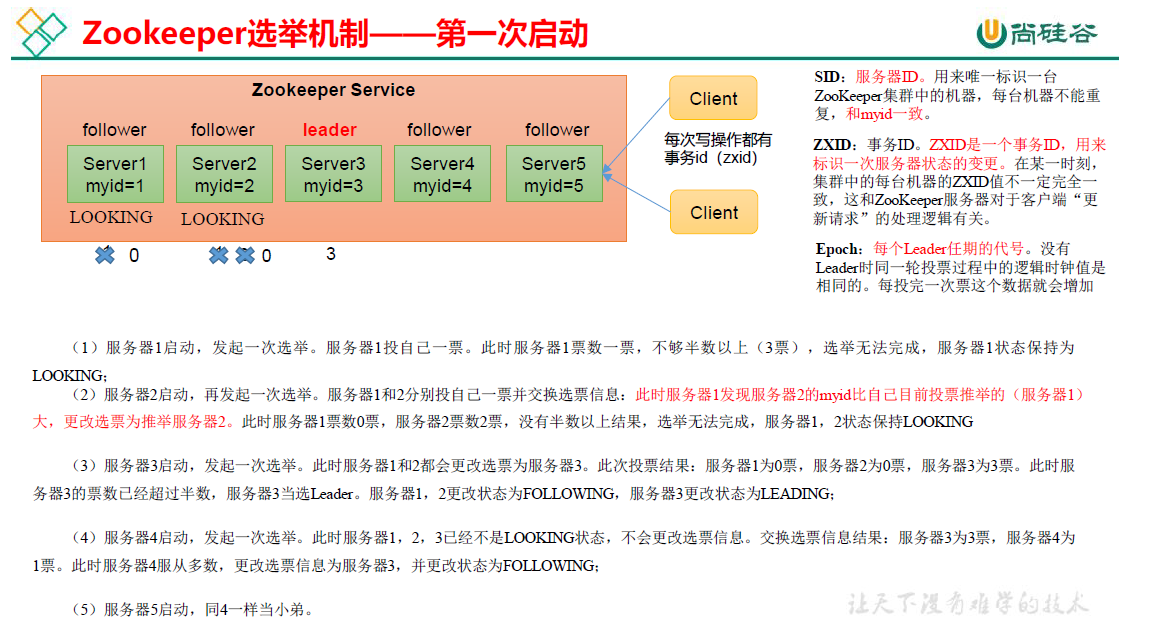 Zookeeper选举机制——第一次启动
尚硅谷
Zookeeper Service
follower
follower
leader
follower
follower
Server1
myid=1
Server2
myid=2
Server3
myid=3
Server4
myid=4
Server5
myid=5
LOOKING
LOOKING
0
0
3
Client
每次写操作都有
事务id（zxid）
Client
SID：服务器ID。用来唯一标识一台
ZooKeeper集群中的机器，每台机器不能重
复，和myid一致。
ZXID：事务ID。ZXID是一个事务ID，用来
标识一次服务器状态的变更。在某一时刻，
集群中的每台机器的ZXID值不一定完全一
致，这和ZooKeeper服务器对于客户端“更
新请求”的处理逻辑有关。
Epoch：每个Leader任期的代号。没有
Leader时同一轮投票过程中的逻辑时钟值是
相同的。每投完一次票这个数据就会增加
（1）服务器1启动，发起一次选举。服务器1投自己一票。此时服务器1票数一票，不够半数以上（3票），选举无法完成，服务器1状态保持为
LOOKING；
（2）服务器2启动，再发起一次选举。服务器1和2分别投自己一票并交换选票信息：此时服务器1发现服务器2的myid比自己目前投票推举的（服务器1）
大，更改选票为推举服务器2。此时服务器1票数0票，服务器2票数2票，没有半数以上结果，选举无法完成，服务器1，2状态保持LOOKING
（3）服务器3启动，发起一次选举。此时服务器1和2都会更改选票为服务器3。此次投票结果：服务器1为0票，服务器2为0票，服务器3为3票。此时服
务器3的票数已经超过半数，服务器3当选Leader。服务器1，2更改状态为FOLLOWING，服务器3更改状态为LEADING；
（4）服务器4启动，发起一次选举。此时服务器1，2，3已经不是LOOKING状态，不会更改选票信息。交换选票信息结果：服务器3为3票，服务器4为
1票。此时服务器4服从多数，更改选票信息为服务器3，并更改状态为FOLLOWING；
（5）服务器5启动，同4一样当小弟。
让天下没有难学的技术